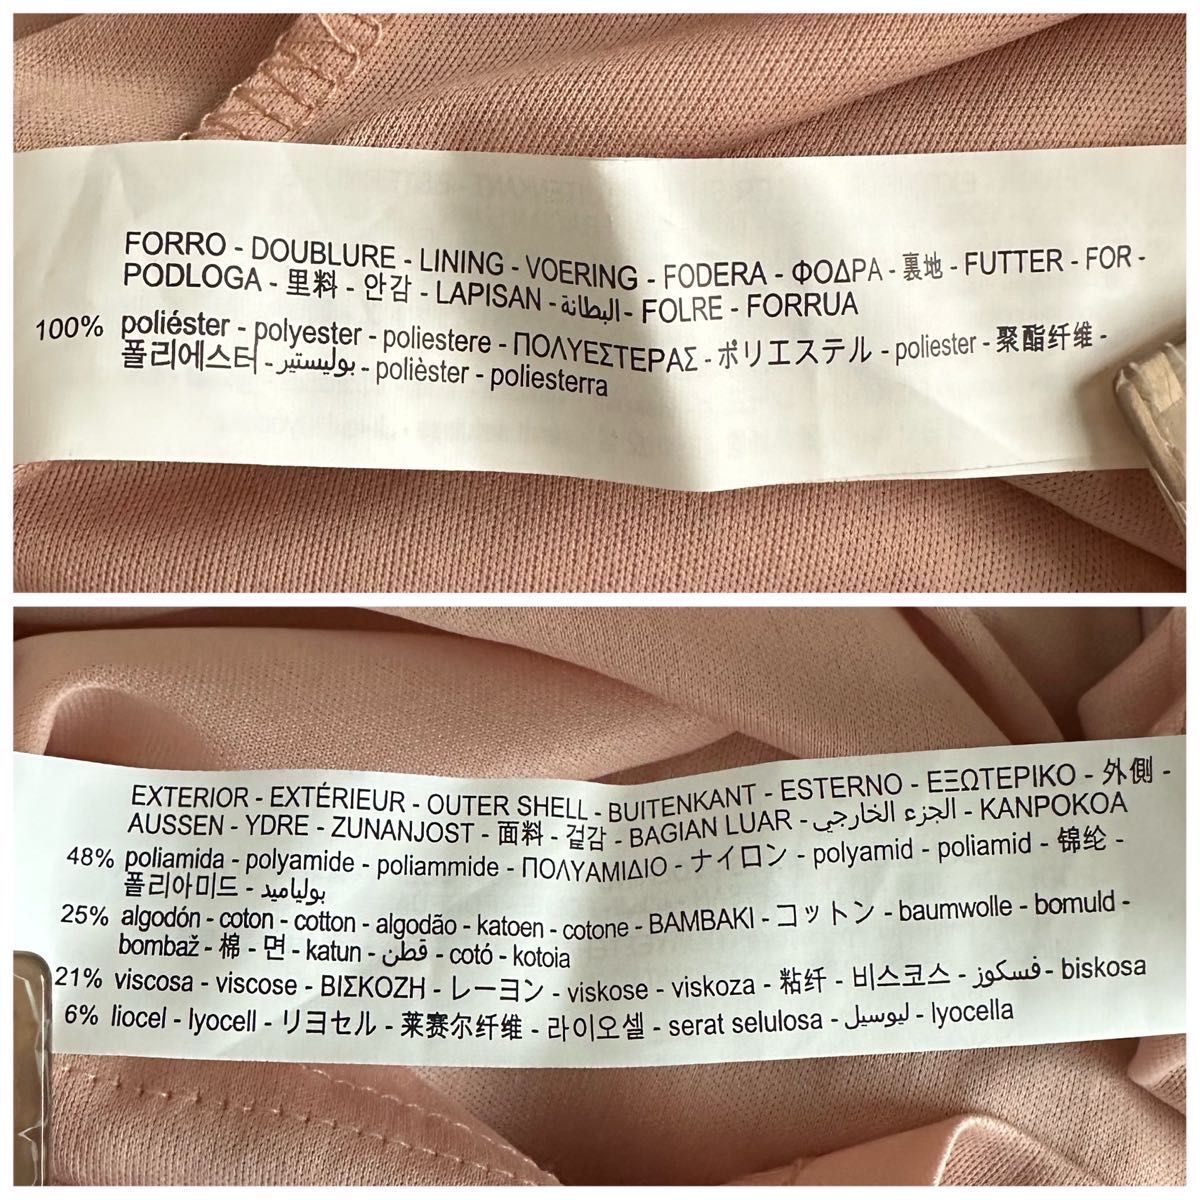 FORRO - DOUBLURE - LINING - VOERING - FODERA - ΦΟΔΡΑ - 裏地 - FUTTER - FOR -
PODLOGA - 里料 - 안감 - LAPISAN - البطانة - FOLRE - FORRUA
100% poliéster - polyester - poliestere - ΠΟΛΥΕΣΤΕΡΑΣ - ポリエステル - poliester - 聚酯纤维 -
폴리에스터 - بوليستير - polièster - poliesterra
EXTERIOR - EXTÉRIEUR - OUTER SHELL - BUITENKANT - ESTERNO - ΕΞΩΤΕΡΙΚΟ - 外側 -
AUSSEN - YDRE - ZUNANJOST - 面料 - 겉감 - BAGIAN LUAR - الجزء الخارجي - KANPOKOA
48% poliamida - polyamide - poliammide - ΠΟΛΥΑΜΙΔΙΟ - ナイロン - polyamid - poliamid - 锦纶 -
폴리아미드 - بولياميد
25% algodón - coton - cotton - algodão - katoen - cotone - ΒΑΜΒΑΚΙ - コットン - baumwolle - bomuld -
bombaž - 棉 - 면 - katun - قطن - cotó - kotoia
21% viscosa - viscose - ΒΙΣΚΟΖΗ - レーヨン - viskose - viskoza - 粘纤 - 비스코스 - فسكوز - biskosa
6% liocel - lyocell - リヨセル - 莱赛尔纤维 - 라이오셀 - serat selulosa - ليوسيل - lyocella